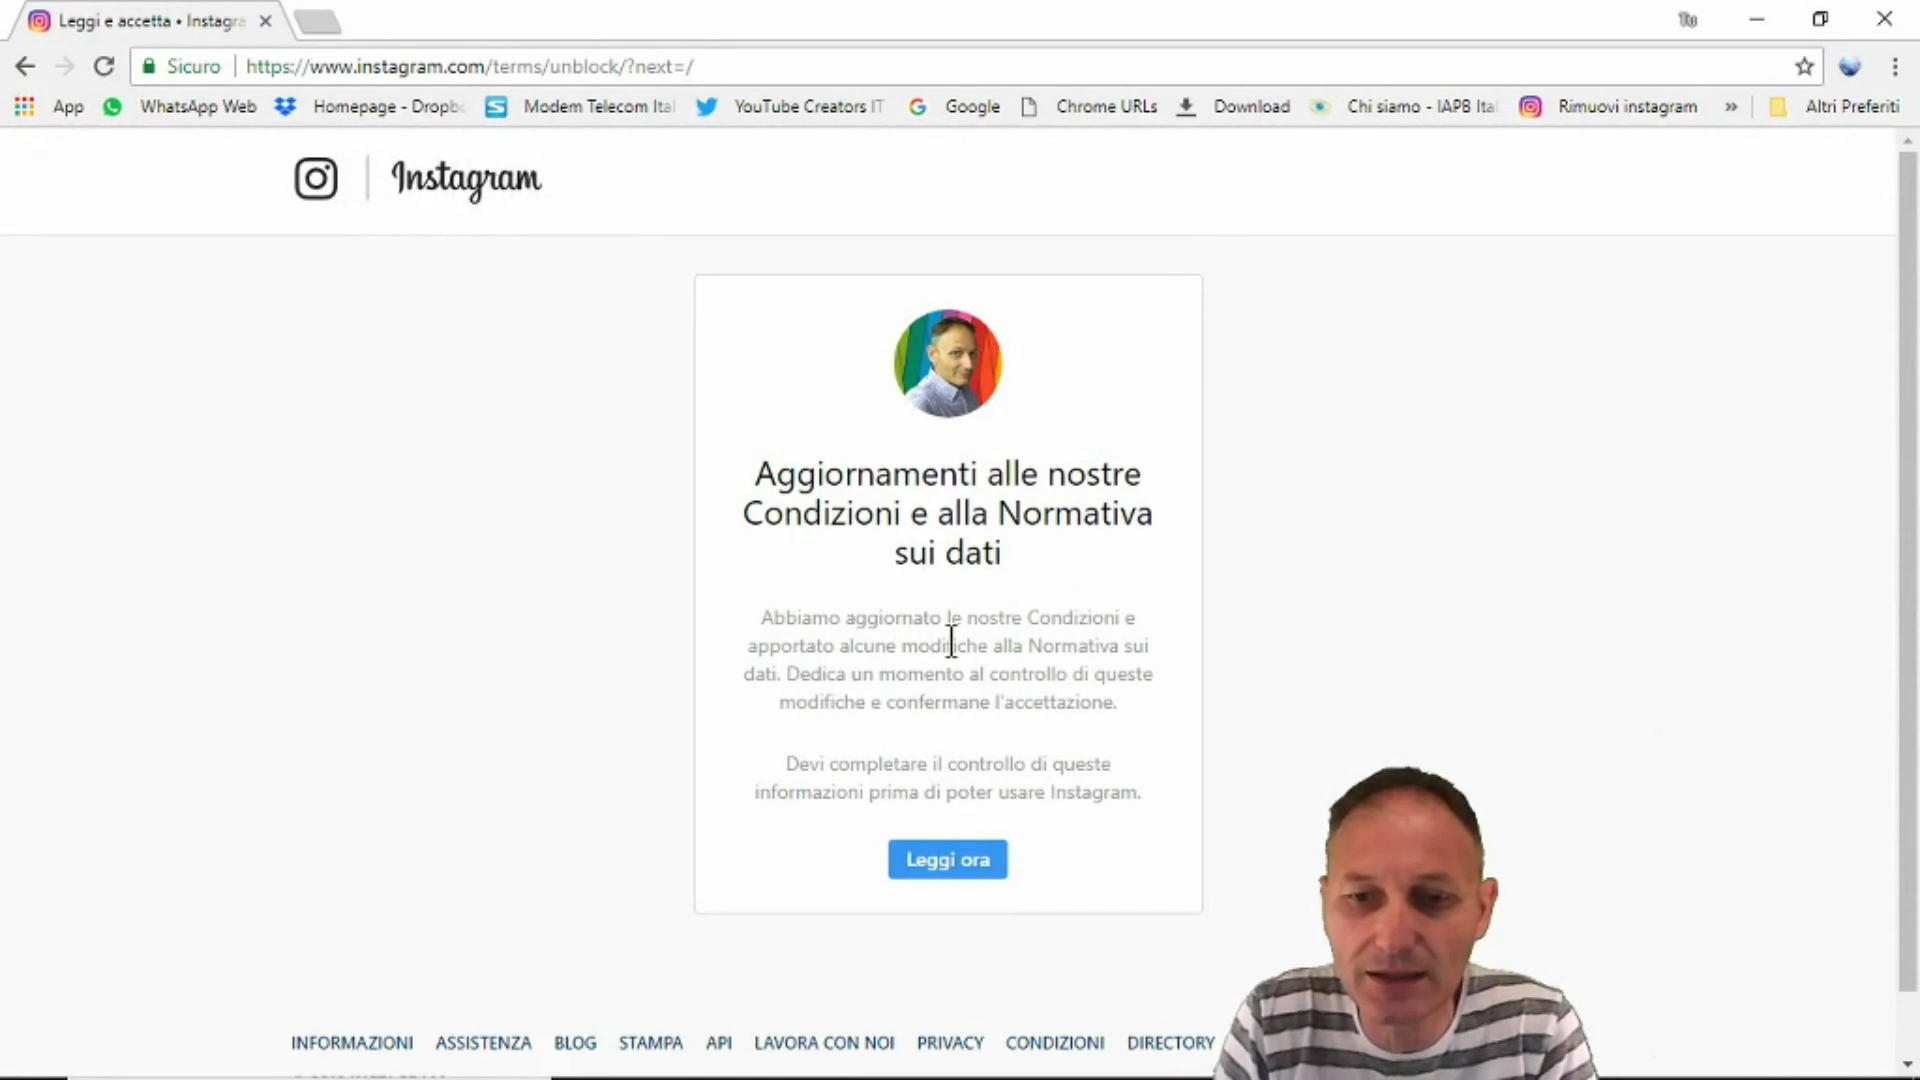 Leggi e accetta • Instagra
Sicuro https://www.instagram.com/terms/unblock/?next=/
App WhatsApp Web Homepage - Dropbo Modem Telecom Ital YouTube Creators IT Google Chrome URLs Download Chi siamo - IAPB Ita Rimuovi instagram » Altri Preferiti
Instagram
Aggiornamenti alle nostre
Condizioni e alla Normativa
sui dati
Abbiamo aggiornato le nostre Condizioni e
apportato alcune modifiche alla Normativa sui
dati. Dedica un momento al controllo di queste
modifiche e confermane l'accettazione.
Devi completare il controllo di queste
informazioni prima di poter usare Instagram.
Leggi ora
INFORMAZIONI ASSISTENZA BLOG STAMPA API LAVORA CON NOI PRIVACY CONDIZIONI DIRECTORY